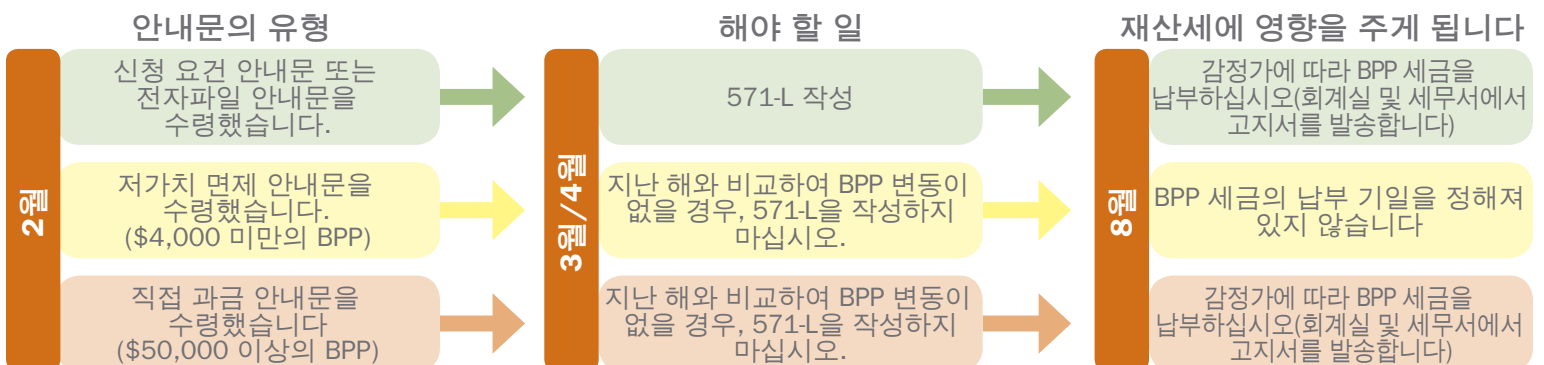 안내문의 유형
해야 할 일
재산세에 영향을 주게 됩니다
2월
신청 요건 안내문 또는
전자파일 안내문을
수령했습니다.
저가치 면제 안내문을
수령했습니다.
($4,000 미만의 BPP)
직접 과금 안내문을
수령했습니다
($50,000 이상의 BPP)
3월/4월
571-L 작성
지난 해와 비교하여 BPP 변동이
없을 경우, 571-L을 작성하지
마십시오.
지난 해와 비교하여 BPP 변동이
없을 경우, 571-L을 작성하지
마십시오.
8월
감정가에 따라 BPP 세금을
납부하십시오(회계실 및 세무서에서
고지서를 발송합니다)
BPP 세금의 납부 기일을 정해져
있지 않습니다
감정가에 따라 BPP 세금을
납부하십시오(회계실 및 세무서에서
고지서를 발송합니다)